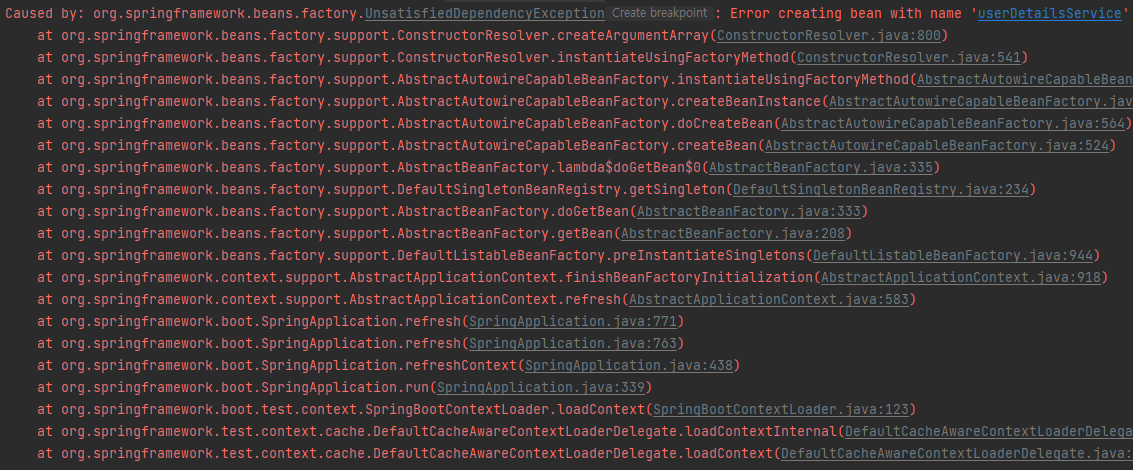 Caused by: org.springframework.beans.factory.UnsatisfiedDependencyException Create breakpoint : Error creating bean with name 'userDetailsService'
at org.springframework.beans.factory.support.ConstructorResolver.createArgumentArray(ConstructorResolver.java:800)
at org.springframework.beans.factory.support.ConstructorResolver.instantiateUsingFactoryMethod(ConstructorResolver.java:541)
at org.springframework.beans.factory.support.AbstractAutowireCapableBeanFactory.instantiateUsingFactoryMethod(AbstractAutowireCapableBean
at org.springframework.beans.factory.support.AbstractAutowireCapableBeanFactory.createBeanInstance(AbstractAutowireCapableBeanFactory.jav
at org.springframework.beans.factory.support.AbstractAutowireCapableBeanFactory.doCreateBean(AbstractAutowireCapableBeanFactory.java:564)
at org.springframework.beans.factory.support.AbstractAutowireCapableBeanFactory.createBean(AbstractAutowireCapableBeanFactory.java:524)
at org.springframework.beans.factory.support.AbstractBeanFactory.lambda$doGetBean$0(AbstractBeanFactory.java:335)
at org.springframework.beans.factory.support.DefaultSingletonBeanRegistry.getSingleton(DefaultSingletonBeanRegistry.java:234)
at org.springframework.beans.factory.support.AbstractBeanFactory.doGetBean(AbstractBeanFactory.java:333)
at org.springframework.beans.factory.support.AbstractBeanFactory.getBean(AbstractBeanFactory.java:208)
at org.springframework.beans.factory.support.DefaultListableBeanFactory.preInstantiateSingletons(DefaultListableBeanFactory.java:944)
at org.springframework.context.support.AbstractApplicationContext.finishBeanFactoryInitialization(AbstractApplicationContext.java:918)
at org.springframework.context.support.AbstractApplicationContext.refresh(AbstractApplicationContext.java:583)
at org.springframework.boot.SpringApplication.refresh(SpringApplication.java:771)
at org.springframework.boot.SpringApplication.refresh(SpringApplication.java:763)
at org.springframework.boot.SpringApplication.refreshContext(SpringApplication.java:438)
at org.springframework.boot.SpringApplication.run(SpringApplication.java:339)
at org.springframework.boot.test.context.SpringBootContextLoader.loadContext(SpringBootContextLoader.java:123)
at org.springframework.test.context.cache.DefaultCacheAwareContextLoaderDelegate.loadContextInternal(DefaultCacheAwareContextLoaderDelega
at org.springframework.test.context.cache.DefaultCacheAwareContextLoaderDelegate.loadContext(DefaultCacheAwareContextLoaderDelegate.java: